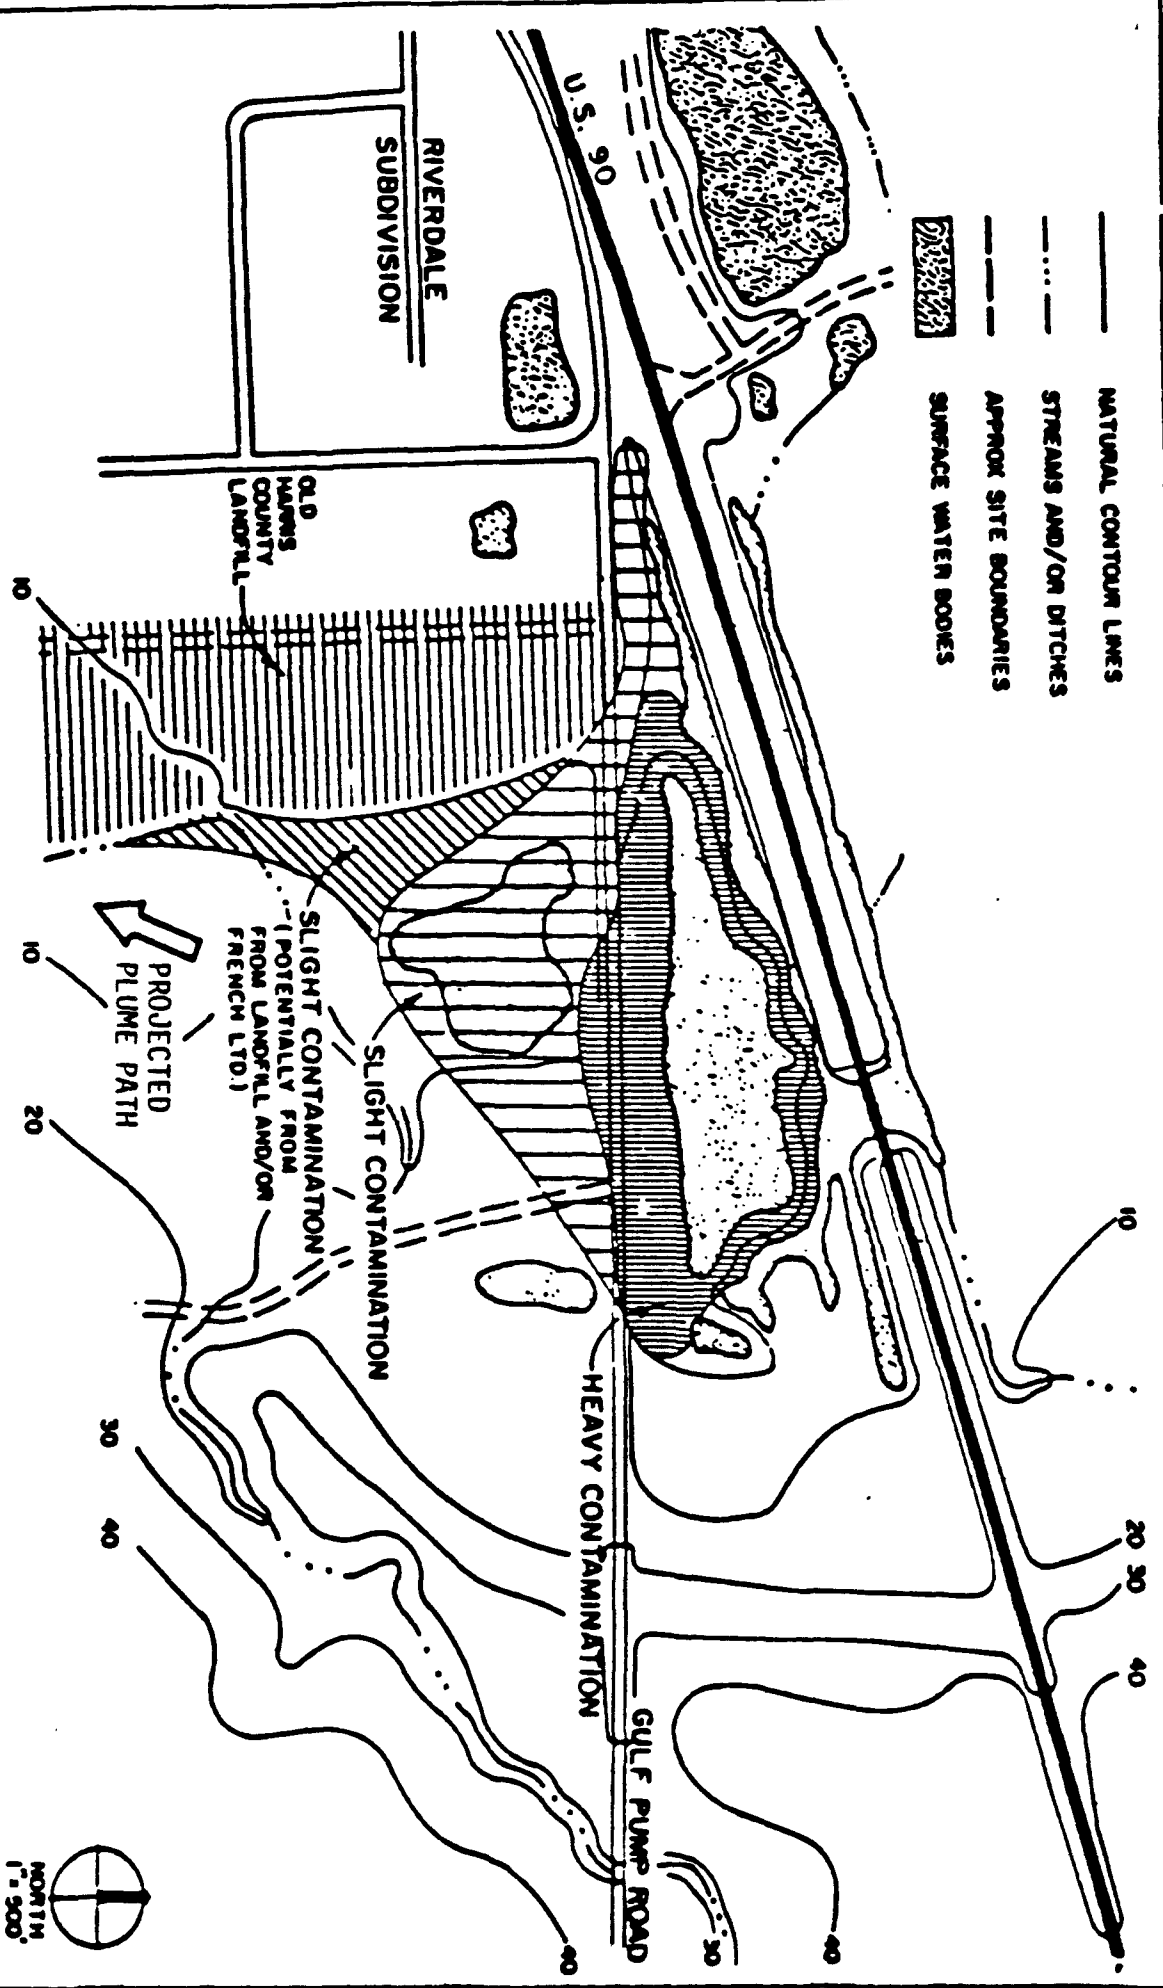 NATURAL CONTOUR LINES
STREAMS AND/OR DITCHES
APPROX SITE BOUNDARIES
SURFACE WATER BODIES
U.S. 90
RIVERDALE
SUBDIVISION
OLD
HARRIS
COUNTY
LANDFILL
10
10
20
30
40
10
20
30
40
40
30
40
HEAVY CONTAMINATION
GULF PUMP ROAD
SLIGHT CONTAMINATION
SLIGHT CONTAMINATION
(POTENTIALLY FROM
FROM LANDFILL AND/OR
FRENCH LTD.)
PROJECTED
PLUME PATH
NORTH
1" = 500'